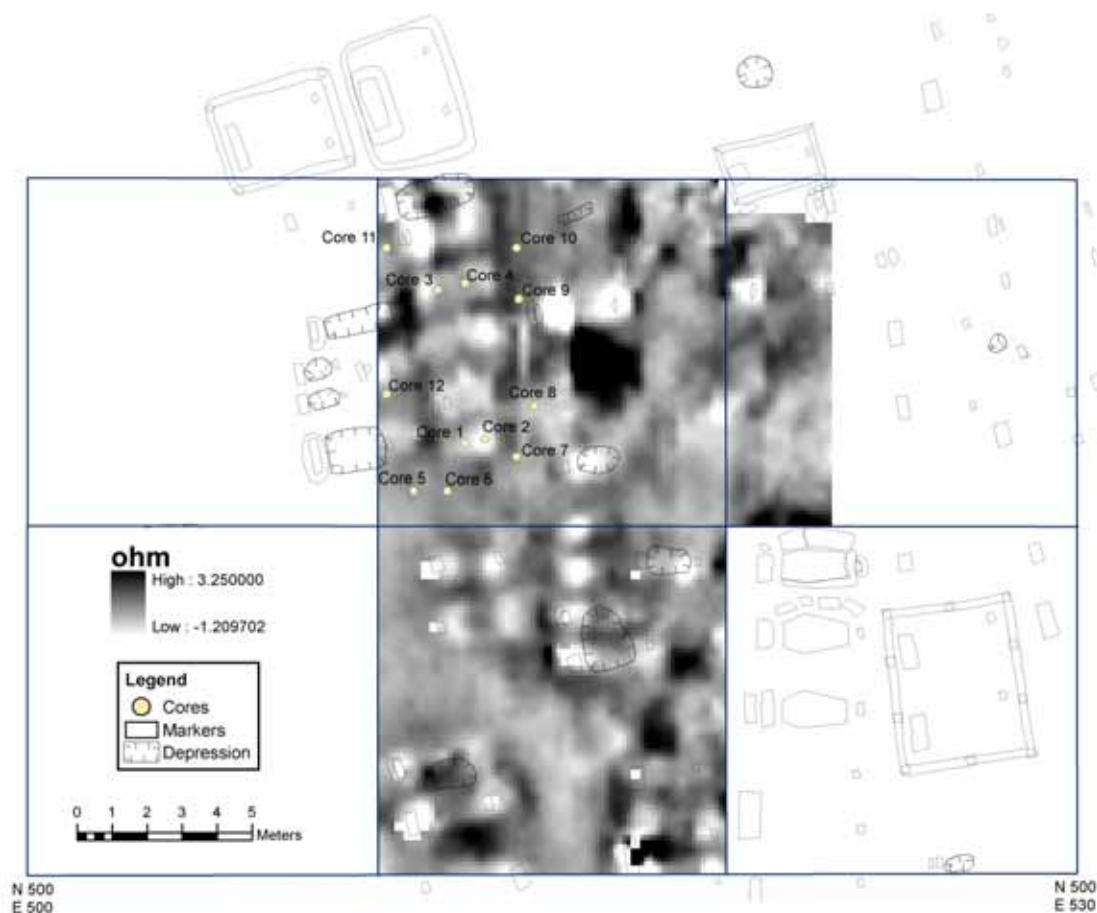 Core 11
Core 10
Core 3
Core 4
Core 9
Core 12
Core 8
Core 1
Core 2
Core 7
Core 5
Core 6
ohm
High : 3.250000
Low : -1.209702
Legend
Cores
Markers
Depression
0 1 2 3 4 5
Meters
N 500
E 500
N 500
E 530